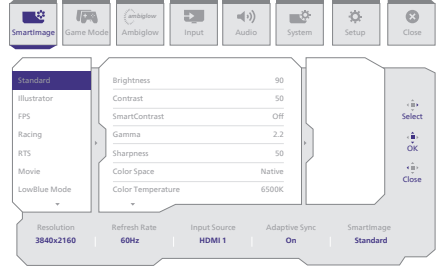 ambiglow
SmartImage Game Mode Ambiglow Input Audio System Setup Close
Standard
Illustrator
FPS
Racing
RTS
Movie
LowBlue Mode
Brightness 90
Contrast 50
SmartContrast Off
Gamma 2.2
Sharpness 50
Color Space Native
Color Temperature 6500K
Select
OK
Close
Resolution Refresh Rate Input Source Adaptive Sync SmartImage
3840x2160 60Hz HDMI 1 On Standard